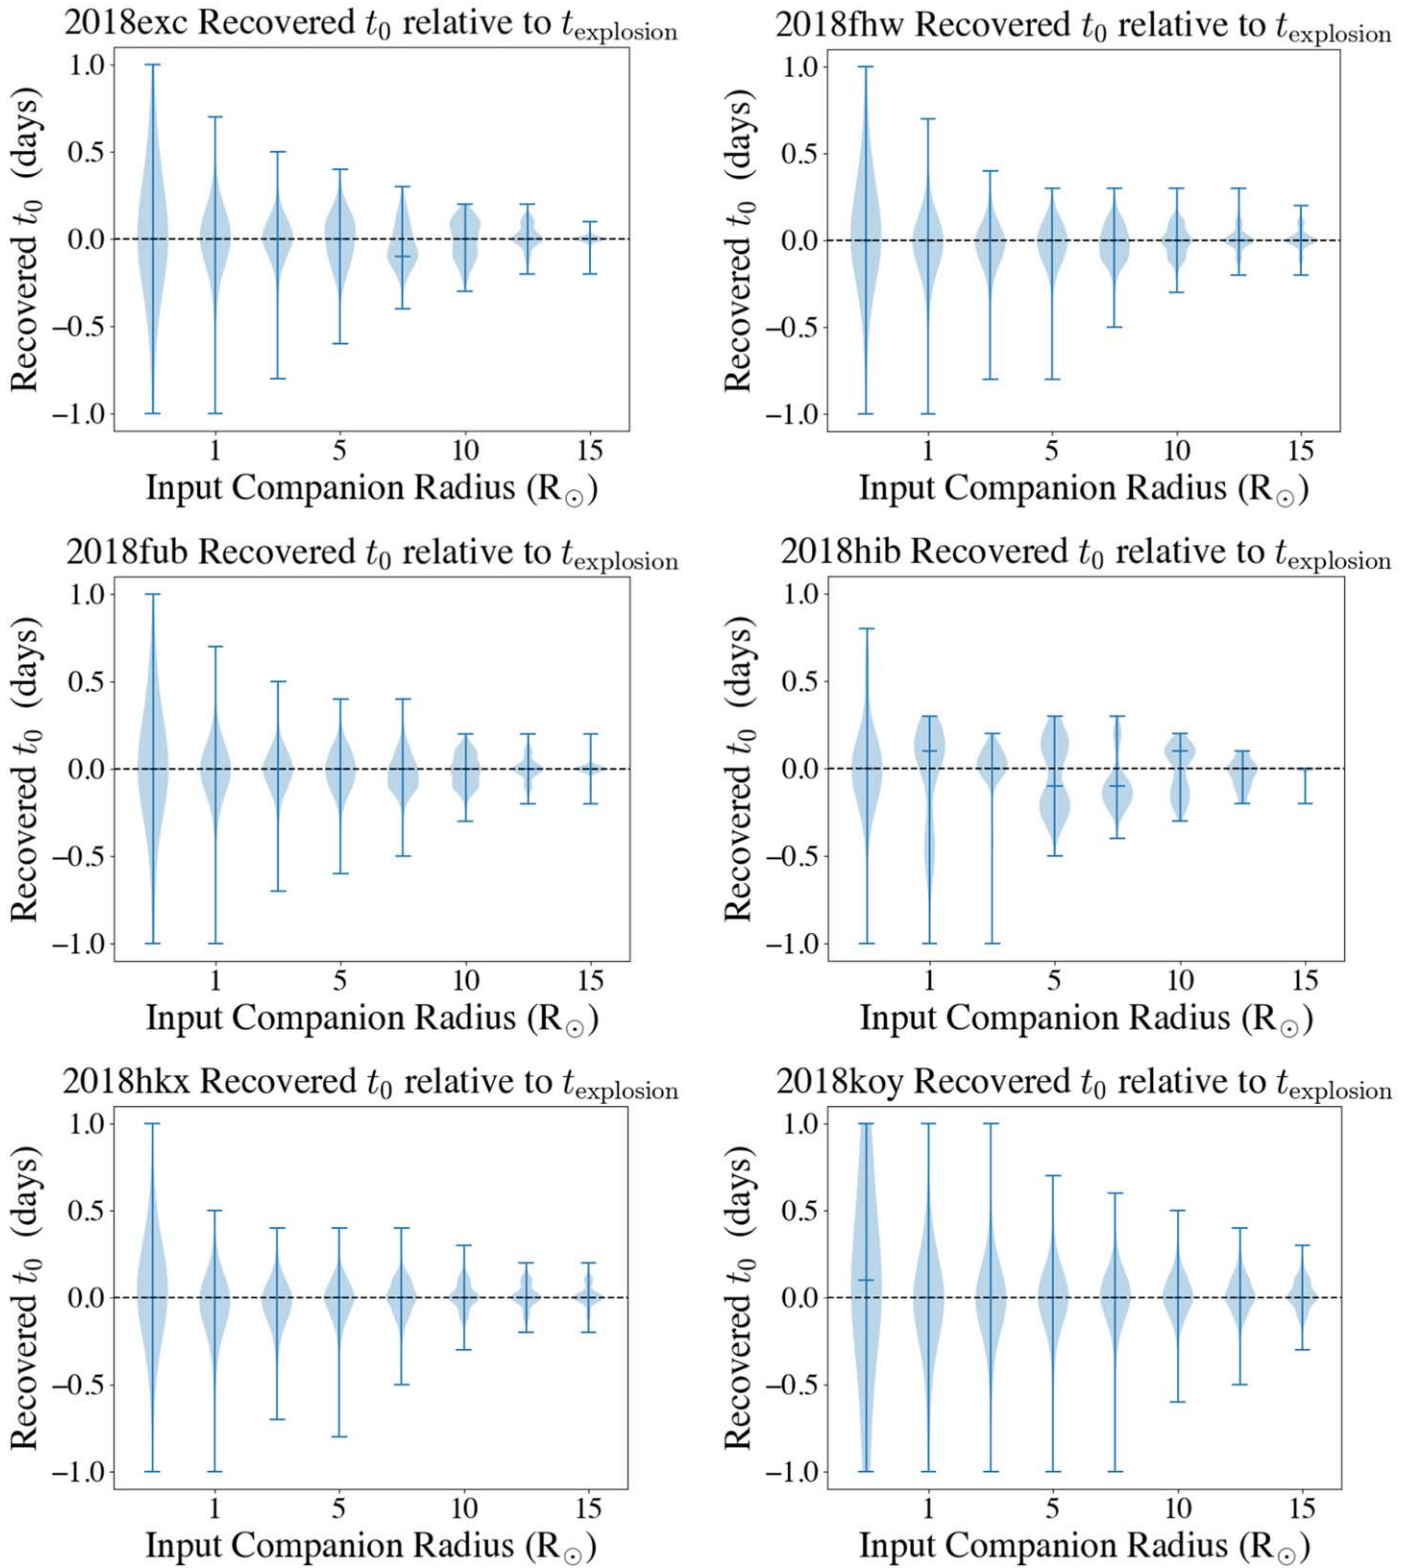 2018exc Recovered t₀ relative to t_explosion
Recovered t₀ (days)
1.0
0.5
0.0
−0.5
−1.0
1 5 10 15
Input Companion Radius (R☉)
2018fhw Recovered t₀ relative to t_explosion
Recovered t₀ (days)
1.0
0.5
0.0
−0.5
−1.0
1 5 10 15
Input Companion Radius (R☉)
2018fub Recovered t₀ relative to t_explosion
Recovered t₀ (days)
1.0
0.5
0.0
−0.5
−1.0
1 5 10 15
Input Companion Radius (R☉)
2018hib Recovered t₀ relative to t_explosion
Recovered t₀ (days)
1.0
0.5
0.0
−0.5
−1.0
1 5 10 15
Input Companion Radius (R☉)
2018hkx Recovered t₀ relative to t_explosion
Recovered t₀ (days)
1.0
0.5
0.0
−0.5
−1.0
1 5 10 15
Input Companion Radius (R☉)
2018koy Recovered t₀ relative to t_explosion
Recovered t₀ (days)
1.0
0.5
0.0
−0.5
−1.0
1 5 10 15
Input Companion Radius (R☉)